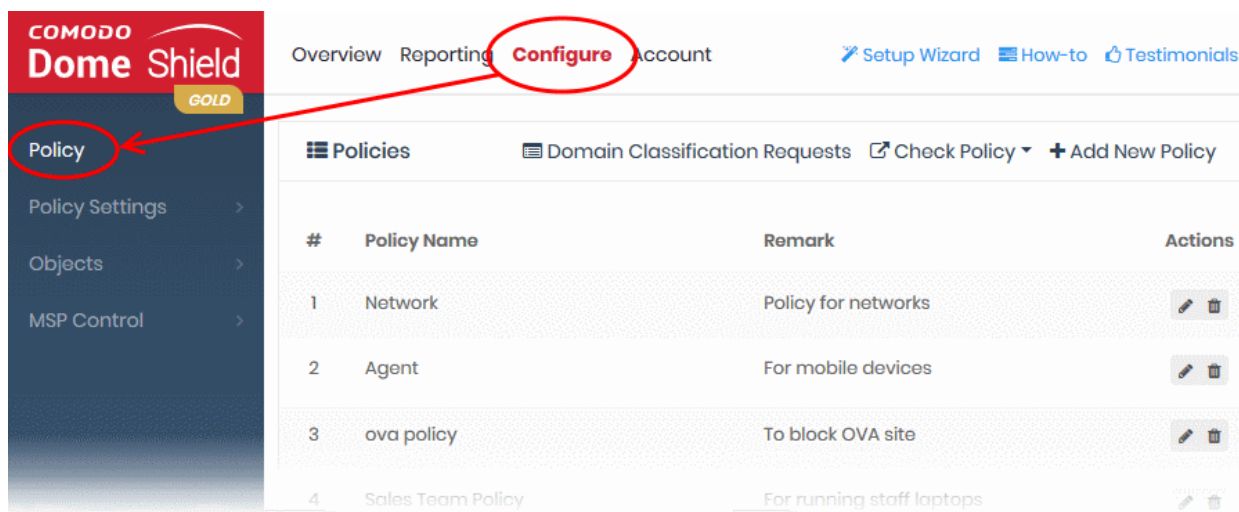 COMODO
Dome Shield
GOLD
Overview Reporting Configure Account Setup Wizard How-to Testimonials
Policy
Policy Settings
Objects
MSP Control
Policies Domain Classification Requests Check Policy Add New Policy
# Policy Name Remark Actions
1 Network Policy for networks
2 Agent For mobile devices
3 ova policy To block OVA site
4 Sales Team Policy For running staff laptops